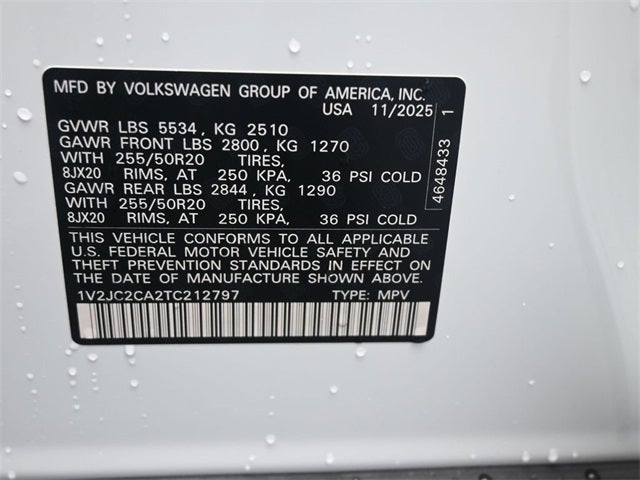 MFD BY VOLKSWAGEN GROUP OF AMERICA, INC.
USA 11/2025
GVWR LBS 5534, KG 2510
GAWR FRONT LBS 2800, KG 1270
WITH 255/50R20 TIRES,
8JX20 RIMS, AT 250 KPA, 36 PSI COLD
GAWR REAR LBS 2844, KG 1290
WITH 255/50R20 TIRES,
8JX20 RIMS, AT 250 KPA, 36 PSI COLD
THIS VEHICLE CONFORMS TO ALL APPLICABLE
U.S. FEDERAL MOTOR VEHICLE SAFETY AND
THEFT PREVENTION STANDARDS IN EFFECT ON
THE DATE OF MANUFACTURE SHOWN ABOVE.
1V2JC2CA2TC212797 TYPE: MPV
4648433 1